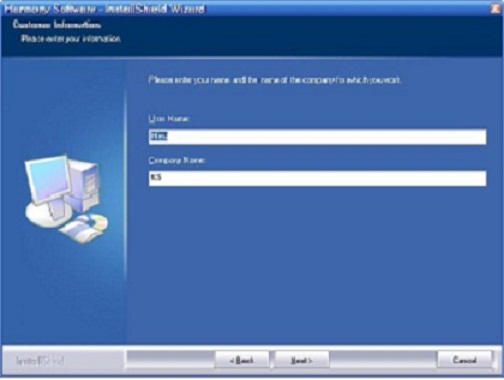 Harmony Software - InstallShield Wizard
Customer Information
Please enter your information.
Please enter your name and the name of the company for which you work.
User Name:
Company Name:
KS
InstallShield
< Back
Next >
Cancel